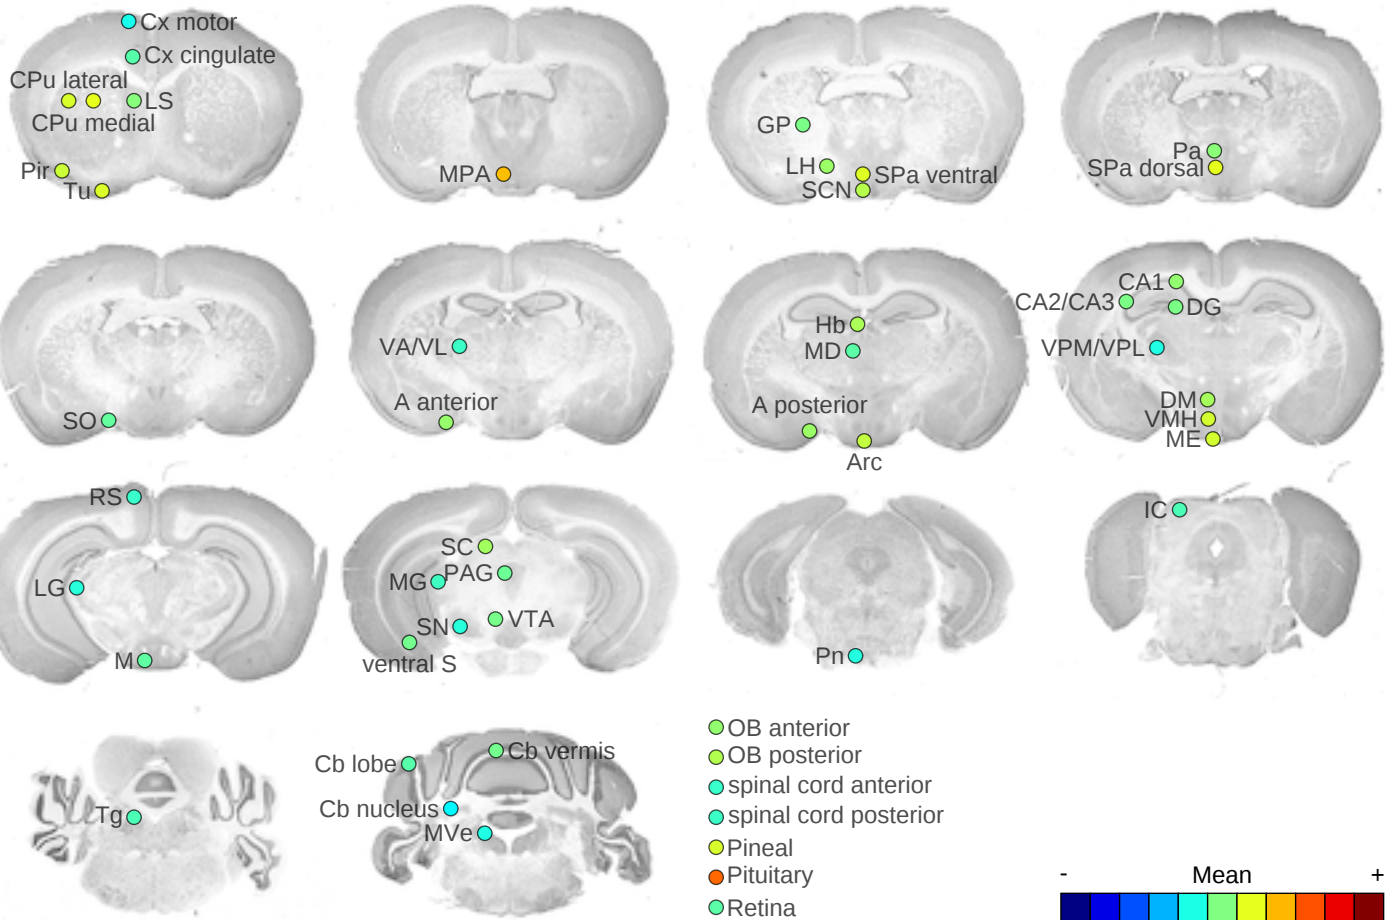 Cx motor
Cx cingulate
CPu lateral
LS
CPu medial
Pir
Tu
MPA
GP
LH
SPa ventral
SCN
Pa
SPa dorsal
SO
VA/VL
A anterior
Hb
MD
A posterior
Arc
CA1
CA2/CA3
DG
VPM/VPL
DM
VMH
ME
RS
LG
M
SC
PAG
MG
SN
VTA
ventral S
Pn
IC
Tg
Cb lobe
Cb vermis
Cb nucleus
MVe
OB anterior
OB posterior
spinal cord anterior
spinal cord posterior
Pineal
Pituitary
Retina
- Mean +